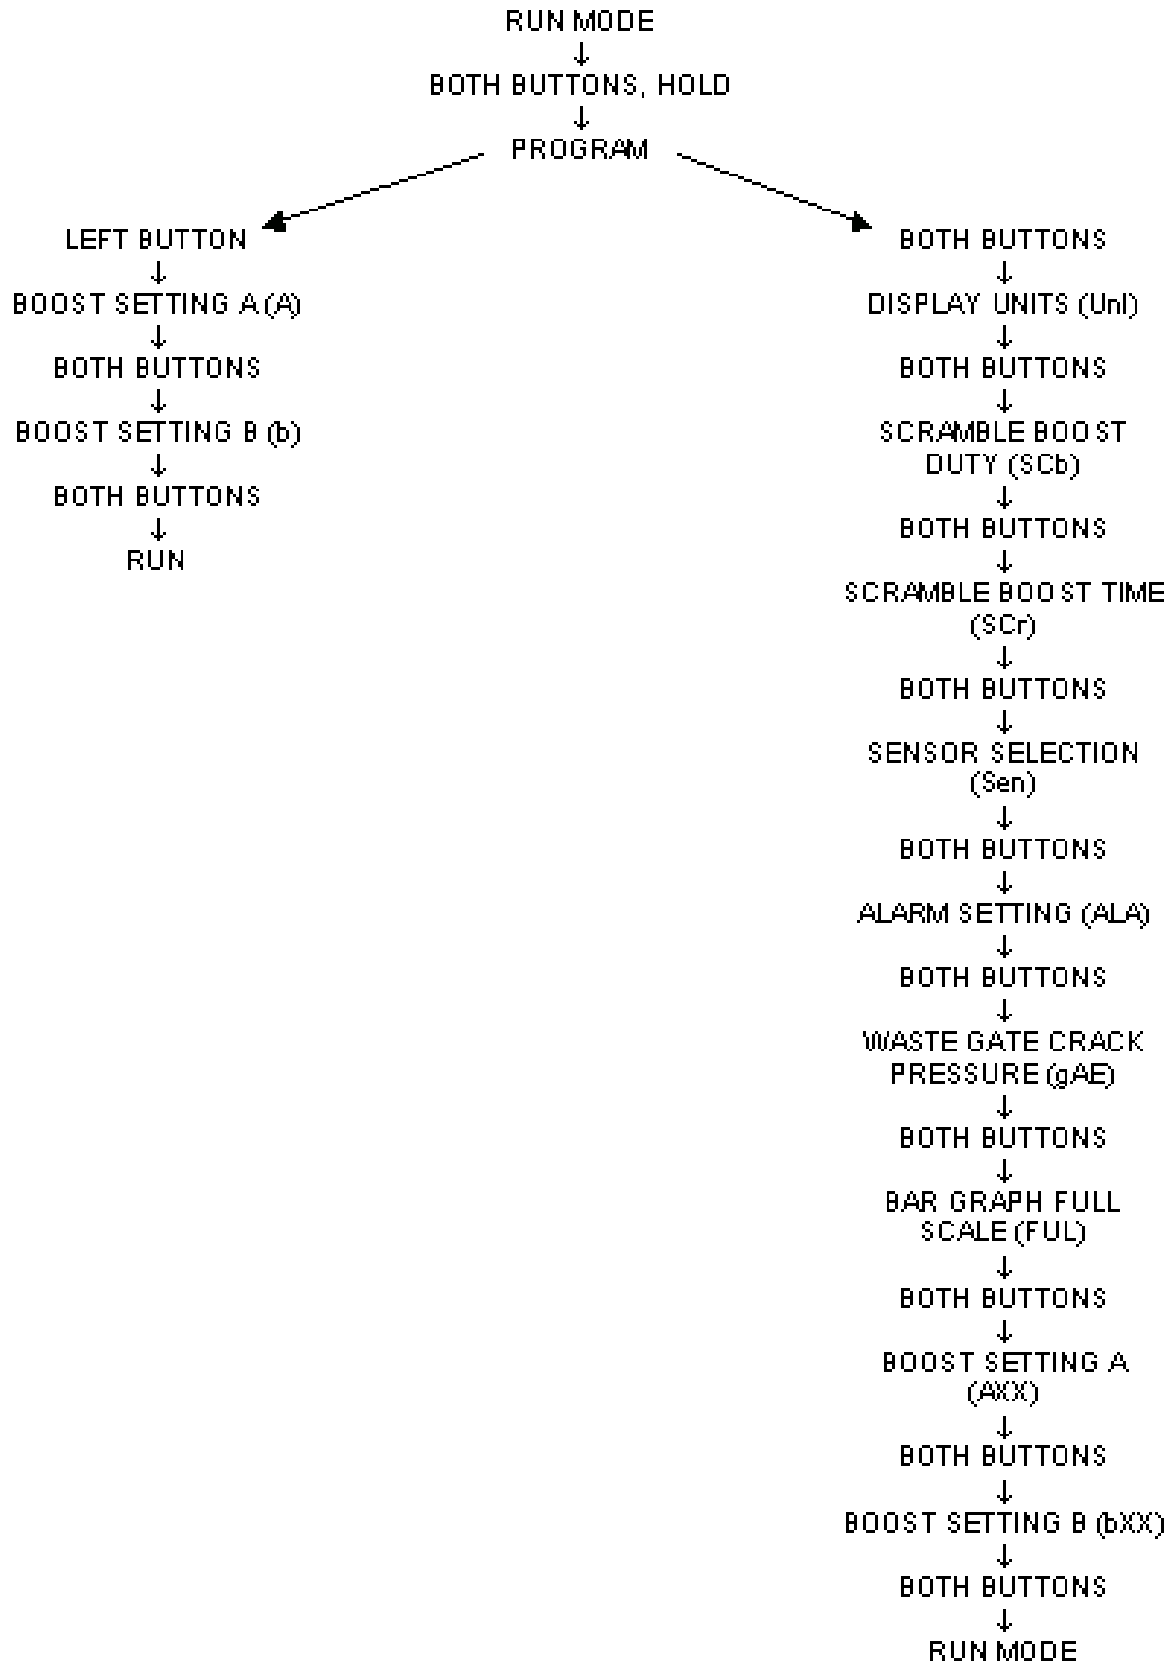 RUN MODE
↓
BOTH BUTTONS, HOLD
↓
PROGRAM
LEFT BUTTON
↓
BOOST SETTING A (A)
↓
BOTH BUTTONS
↓
BOOST SETTING B (b)
↓
BOTH BUTTONS
↓
RUN
BOTH BUTTONS
↓
DISPLAY UNITS (UnI)
↓
BOTH BUTTONS
↓
SCRAMBLE BOOST
DUTY (SCb)
↓
BOTH BUTTONS
↓
SCRAMBLE BOOST TIME
(SCr)
↓
BOTH BUTTONS
↓
SENSOR SELECTION
(Sen)
↓
BOTH BUTTONS
↓
ALARM SETTING (ALA)
↓
BOTH BUTTONS
↓
WASTE GATE CRACK
PRESSURE (gAE)
↓
BOTH BUTTONS
↓
BAR GRAPH FULL
SCALE (FUL)
↓
BOTH BUTTONS
↓
BOOST SETTING A
(AXX)
↓
BOTH BUTTONS
↓
BOOST SETTING B (bXX)
↓
BOTH BUTTONS
↓
RUN MODE